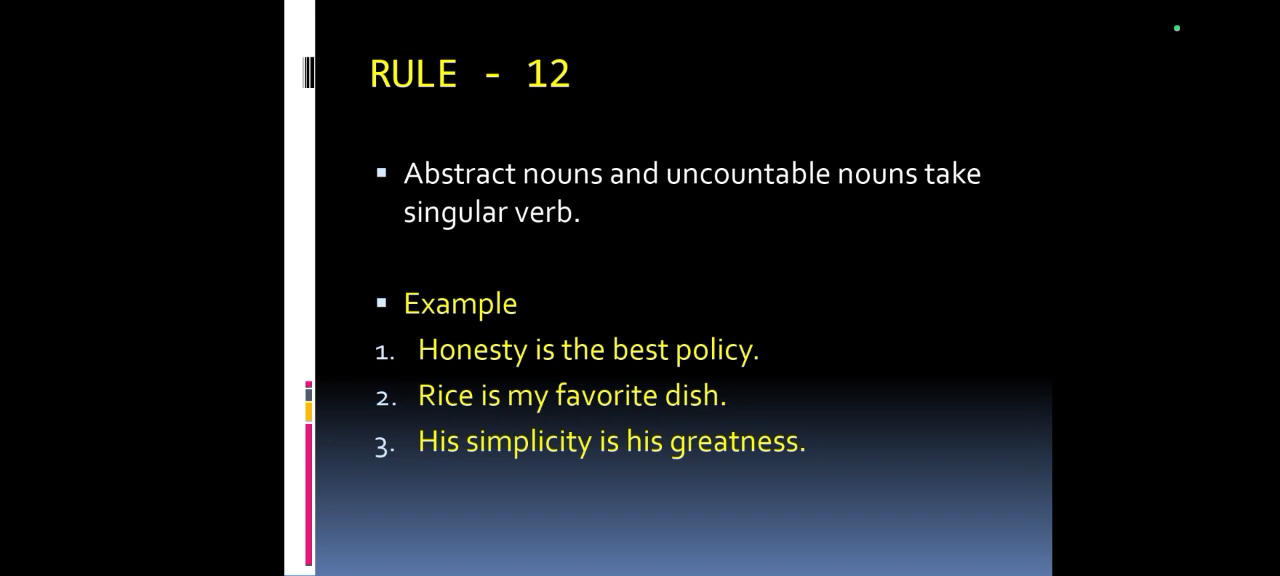 RULE - 12
▪ Abstract nouns and uncountable nouns take
singular verb.
▪ Example
1. Honesty is the best policy.
2. Rice is my favorite dish.
3. His simplicity is his greatness.